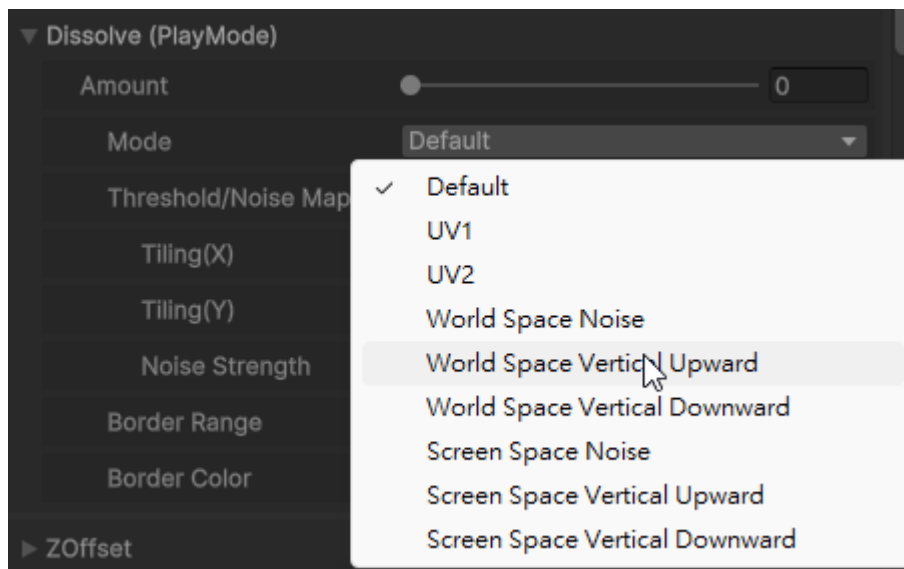 Dissolve (PlayMode)
Amount 0
Mode Default
Threshold/Noise Map
Tiling(X)
Tiling(Y)
Noise Strength
Border Range
Border Color
ZOffset
Default
UV1
UV2
World Space Noise
World Space Vertical Upward
World Space Vertical Downward
Screen Space Noise
Screen Space Vertical Upward
Screen Space Vertical Downward